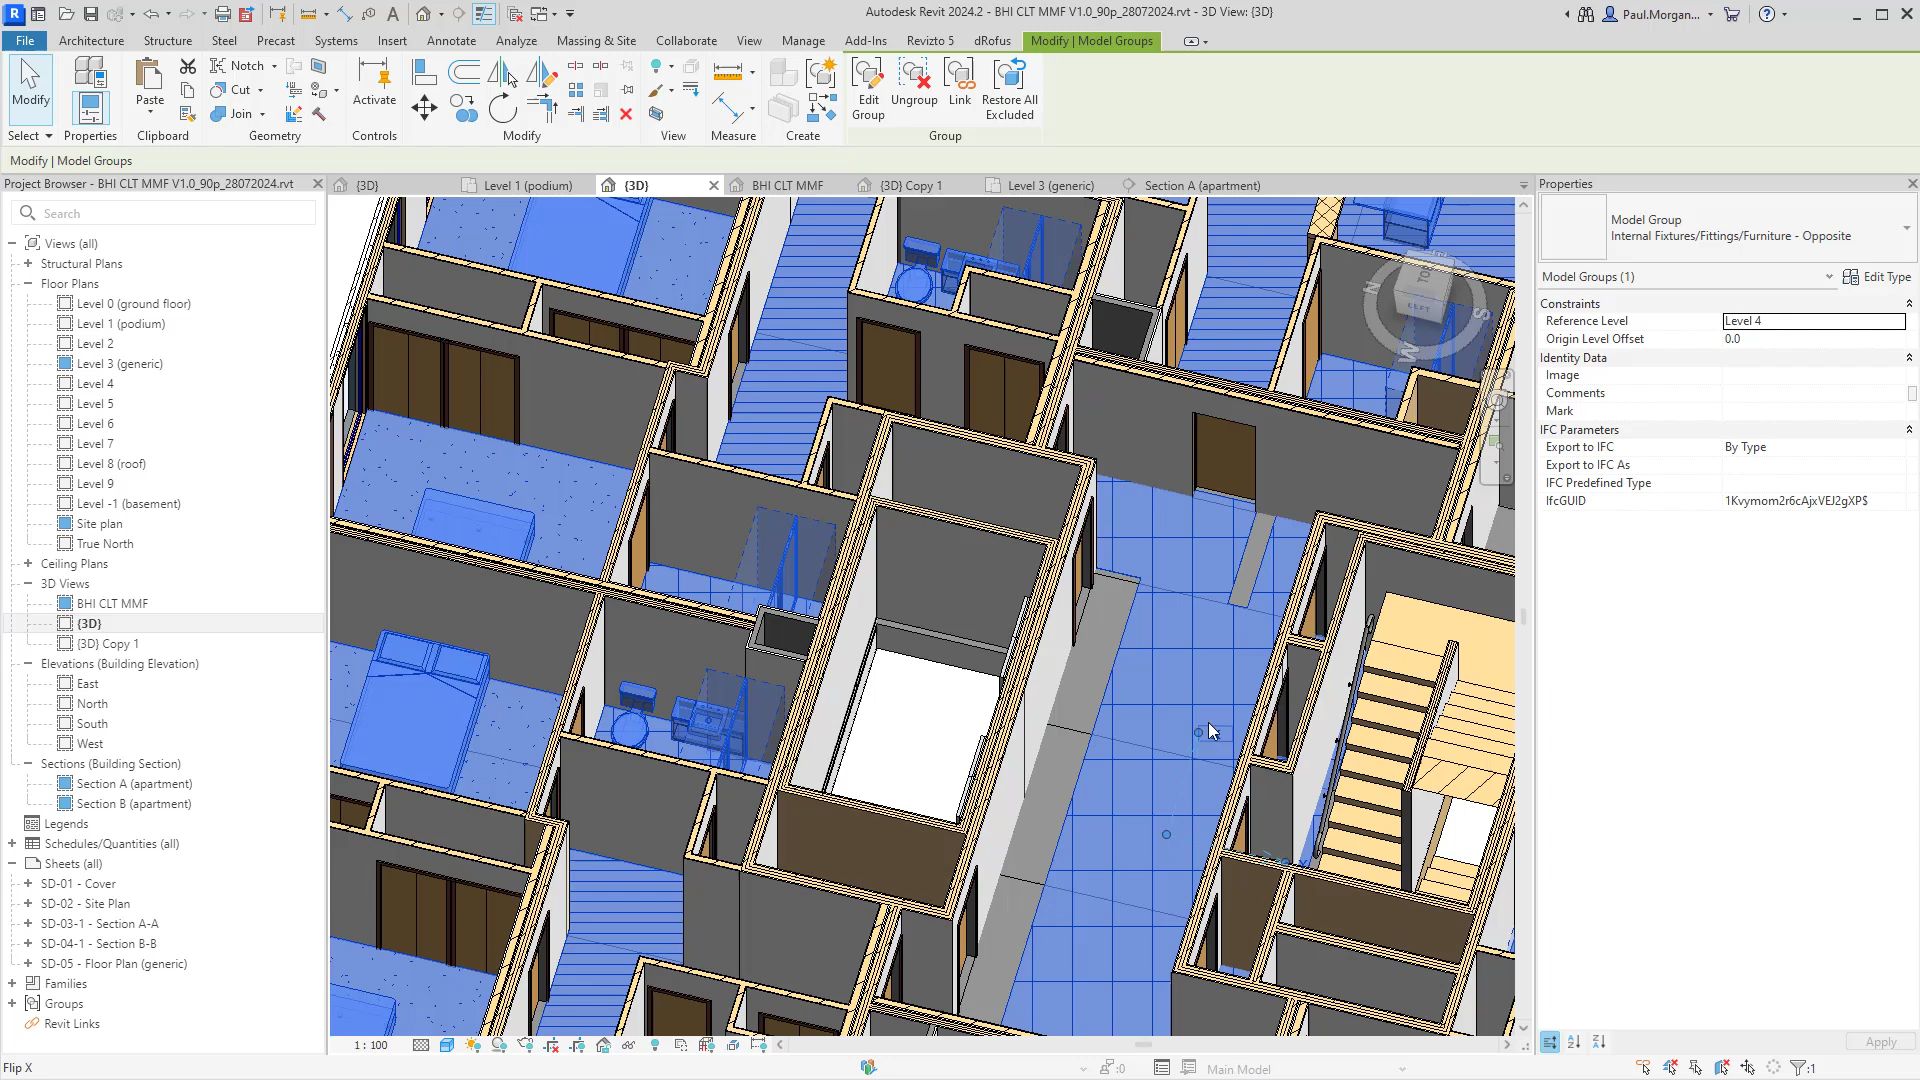 Autodesk Revit 2024.2 - BHI CLT MMF V1.0_90p_28072024.rvt - 3D View: {3D}
Paul.Morgan...
File Architecture Structure Steel Precast Systems Insert Annotate Analyze Massing & Site Collaborate View Manage Add-Ins Revizto 5 dRofus Modify | Model Groups
Modify
Select
Properties
Paste
Clipboard
Notch
Cut
Join
Geometry
Activate
Controls
Modify
View
Measure
Create
Edit Group
Ungroup
Link
Restore All Excluded
Group
Modify | Model Groups
Project Browser - BHI CLT MMF V1.0_90p_28072024.rvt
Search
Views (all)
Structural Plans
Floor Plans
Level 0 (ground floor)
Level 1 (podium)
Level 2
Level 3 (generic)
Level 4
Level 5
Level 6
Level 7
Level 8 (roof)
Level 9
Level -1 (basement)
Site plan
True North
Ceiling Plans
3D Views
BHI CLT MMF
{3D}
{3D} Copy 1
Elevations (Building Elevation)
East
North
South
West
Sections (Building Section)
Section A (apartment)
Section B (apartment)
Legends
Schedules/Quantities (all)
Sheets (all)
SD-01 - Cover
SD-02 - Site Plan
SD-03-1 - Section A-A
SD-04-1 - Section B-B
SD-05 - Floor Plan (generic)
Families
Groups
Revit Links
{3D} Level 1 (podium) {3D} BHI CLT MMF {3D} Copy 1 Level 3 (generic) Section A (apartment)
TOP
LEFT
N
S
W
Properties
Model Group
Internal Fixtures/Fittings/Furniture - Opposite
Model Groups (1)
Edit Type
Constraints
Reference Level Level 4
Origin Level Offset 0.0
Identity Data
Image
Comments
Mark
IFC Parameters
Export to IFC By Type
Export to IFC As
IFC Predefined Type
IfcGUID 1Kvymom2r6cAjxVEJ2gXP$
1 : 100
Apply
Flip X
:0
Main Model
:1